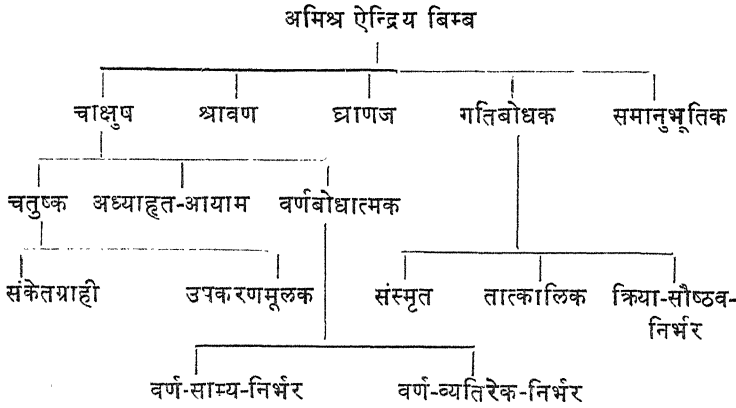 अमिश्र ऐन्द्रिय बिम्ब
चाक्षुष श्रावण घ्राणज गतिबोधक समानुभूतिक
चतुष्क अध्याहृत-आयाम वर्णबोधात्मक
संकेतग्राही उपकरणमूलक संस्मृत तात्कालिक क्रिया-सौष्ठव-
निर्भर
वर्ण-साम्य-निर्भर वर्ण-व्यतिरेक-निर्भर